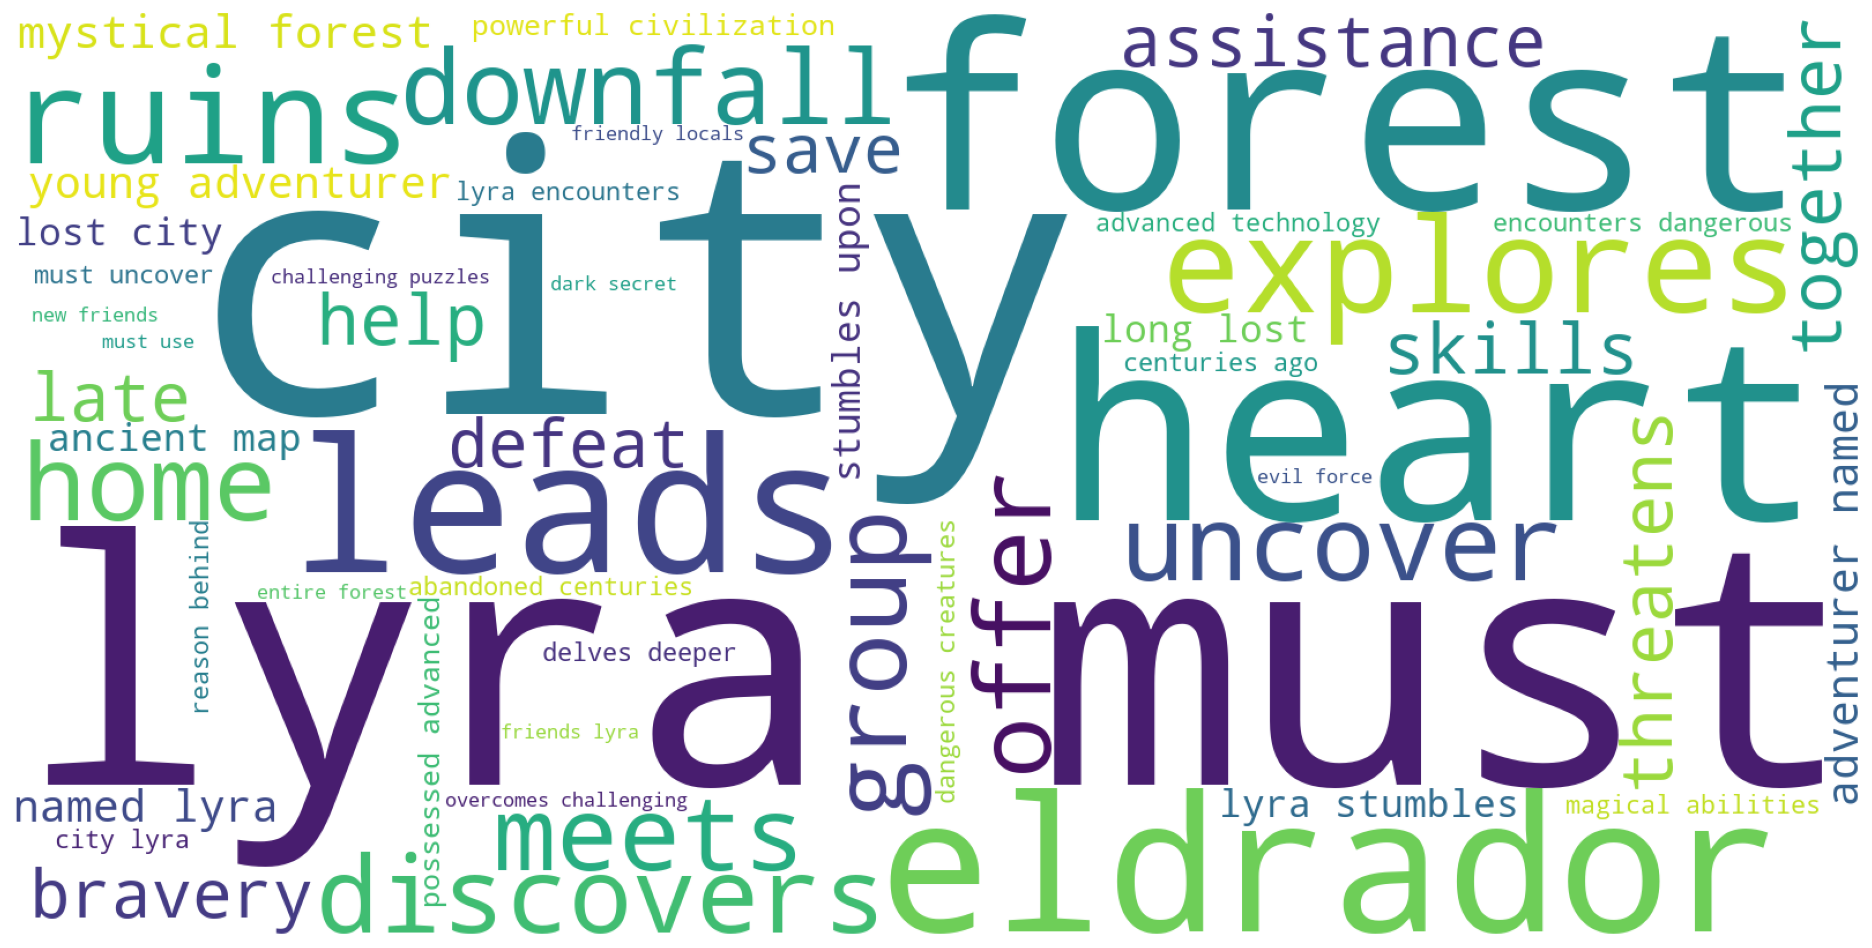 mystical forest
powerful civilization
forest
assistance
together
ruins
downfall
friendly locals
save
young adventurer
lyra encounters
city
stumbles upon
lost city
advanced technology
encounters dangerous
explores
must uncover
challenging puzzles
dark secret
new friends
help
must use
long lost
skills
centuries ago
heart
late
ancient map
leads
defeat
home
evil force
threatens
adventurer named
reason behind
lyra
group
dangerous creatures
offer
uncover
must
entire forest
abandoned centuries
possessed advanced
delves deeper
friends lyra
named lyra
overcomes challenging
meets
eldrador
lyra stumbles
magical abilities
city lyra
bravery
discovers